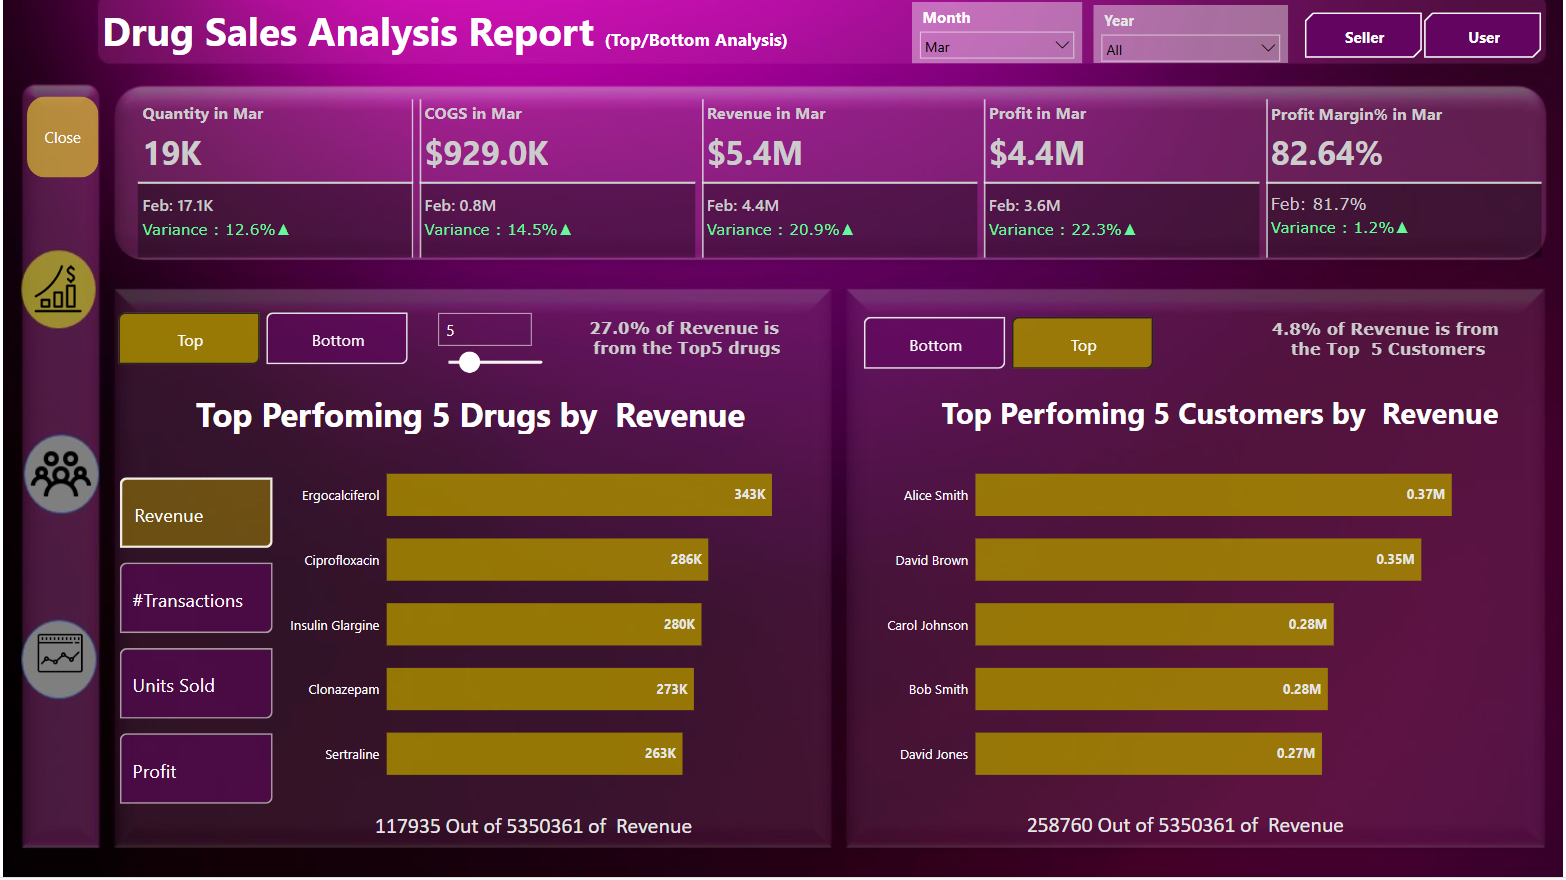 Drug Sales Analysis Report (Top/Bottom Analysis)
Month
Mar
Year
All
Seller
User
Close
Quantity in Mar
19K
Feb: 17.1K
Variance : 12.6%▲
COGS in Mar
$929.0K
Feb: 0.8M
Variance : 14.5%▲
Revenue in Mar
$5.4M
Feb: 4.4M
Variance : 20.9%▲
Profit in Mar
$4.4M
Feb: 3.6M
Variance : 22.3%▲
Profit Margin% in Mar
82.64%
Feb: 81.7%
Variance : 1.2%▲
Top
Bottom
5
27.0% of Revenue is
from the Top5 drugs
Top Perfoming 5 Drugs by Revenue
Revenue
#Transactions
Units Sold
Profit
Ergocalciferol 343K
Ciprofloxacin 286K
Insulin Glargine 280K
Clonazepam 273K
Sertraline 263K
117935 Out of 5350361 of Revenue
Bottom
Top
4.8% of Revenue is from
the Top 5 Customers
Top Perfoming 5 Customers by Revenue
Alice Smith 0.37M
David Brown 0.35M
Carol Johnson 0.28M
Bob Smith 0.28M
David Jones 0.27M
258760 Out of 5350361 of Revenue
$